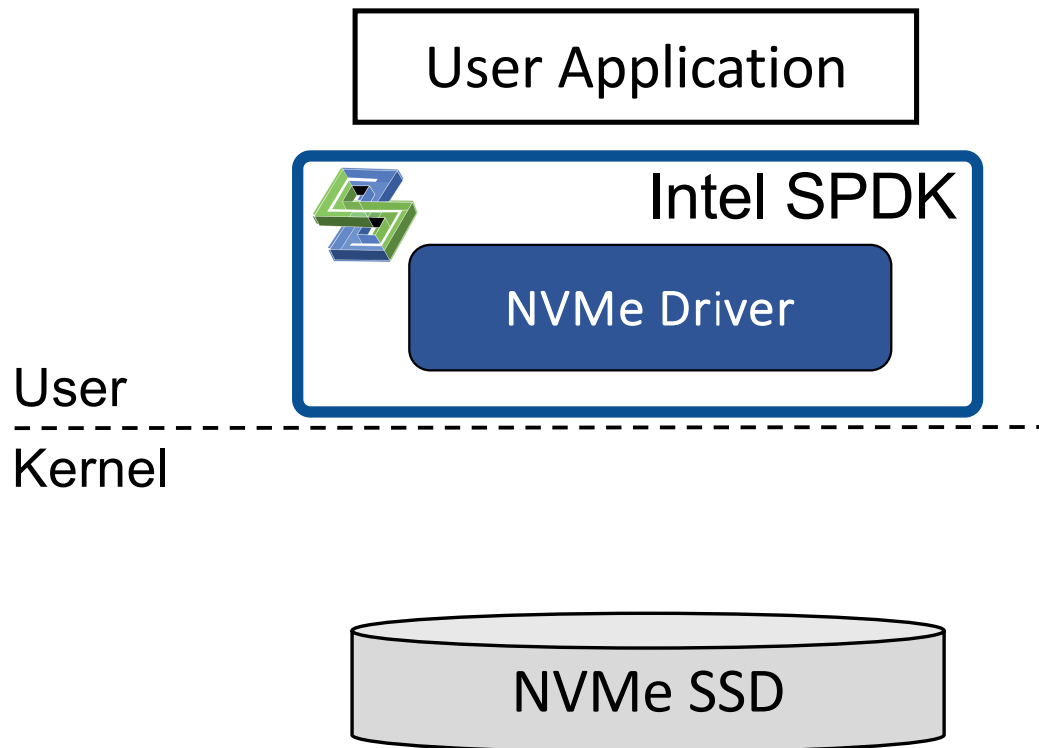 User Application
Intel SPDK
NVMe Driver
User
Kernel
NVMe SSD